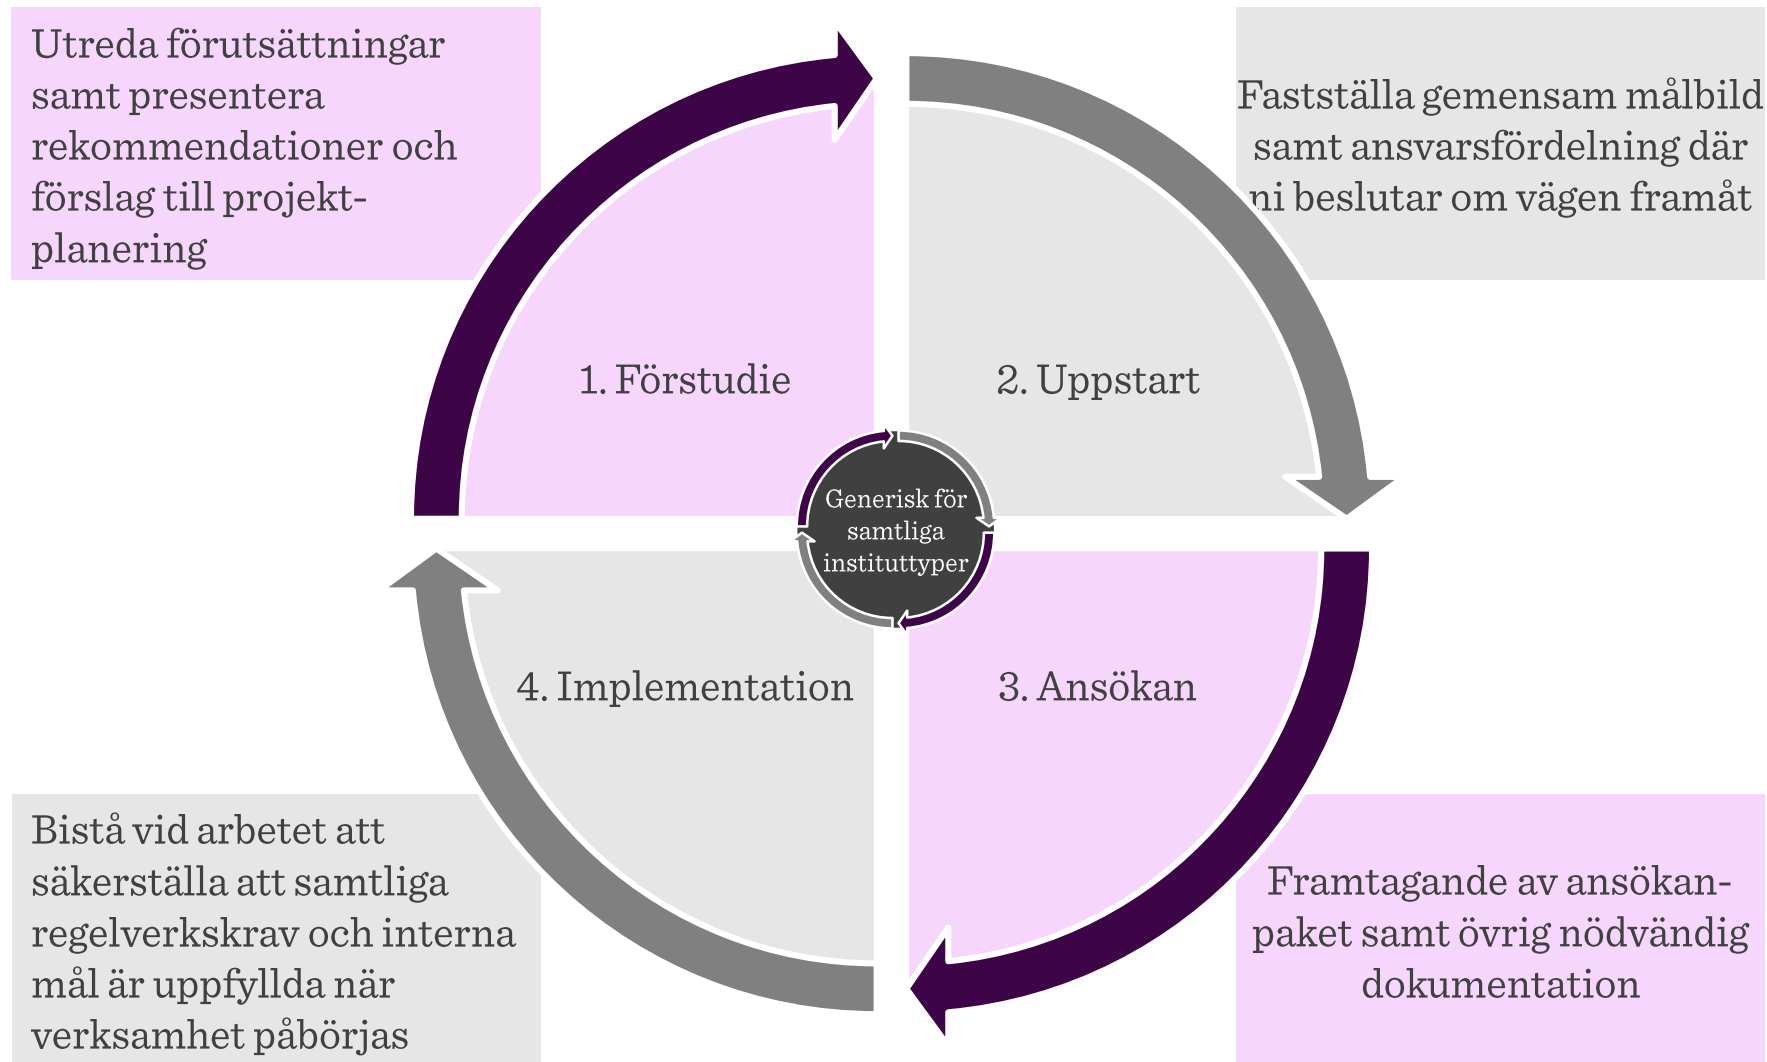 Utreda förutsättningar
samt presentera
rekommendationer och
förslag till projekt-
planering
Fastställa gemensam målbild
samt ansvarsfördelning där
ni beslutar om vägen framåt
1. Förstudie
2. Uppstart
Generisk för
samtliga
instituttyper
4. Implementation
3. Ansökan
Bistå vid arbetet att
säkerställa att samtliga
regelverkskrav och interna
mål är uppfyllda när
verksamhet påbörjas
Framtagande av ansökan-
paket samt övrig nödvändig
dokumentation